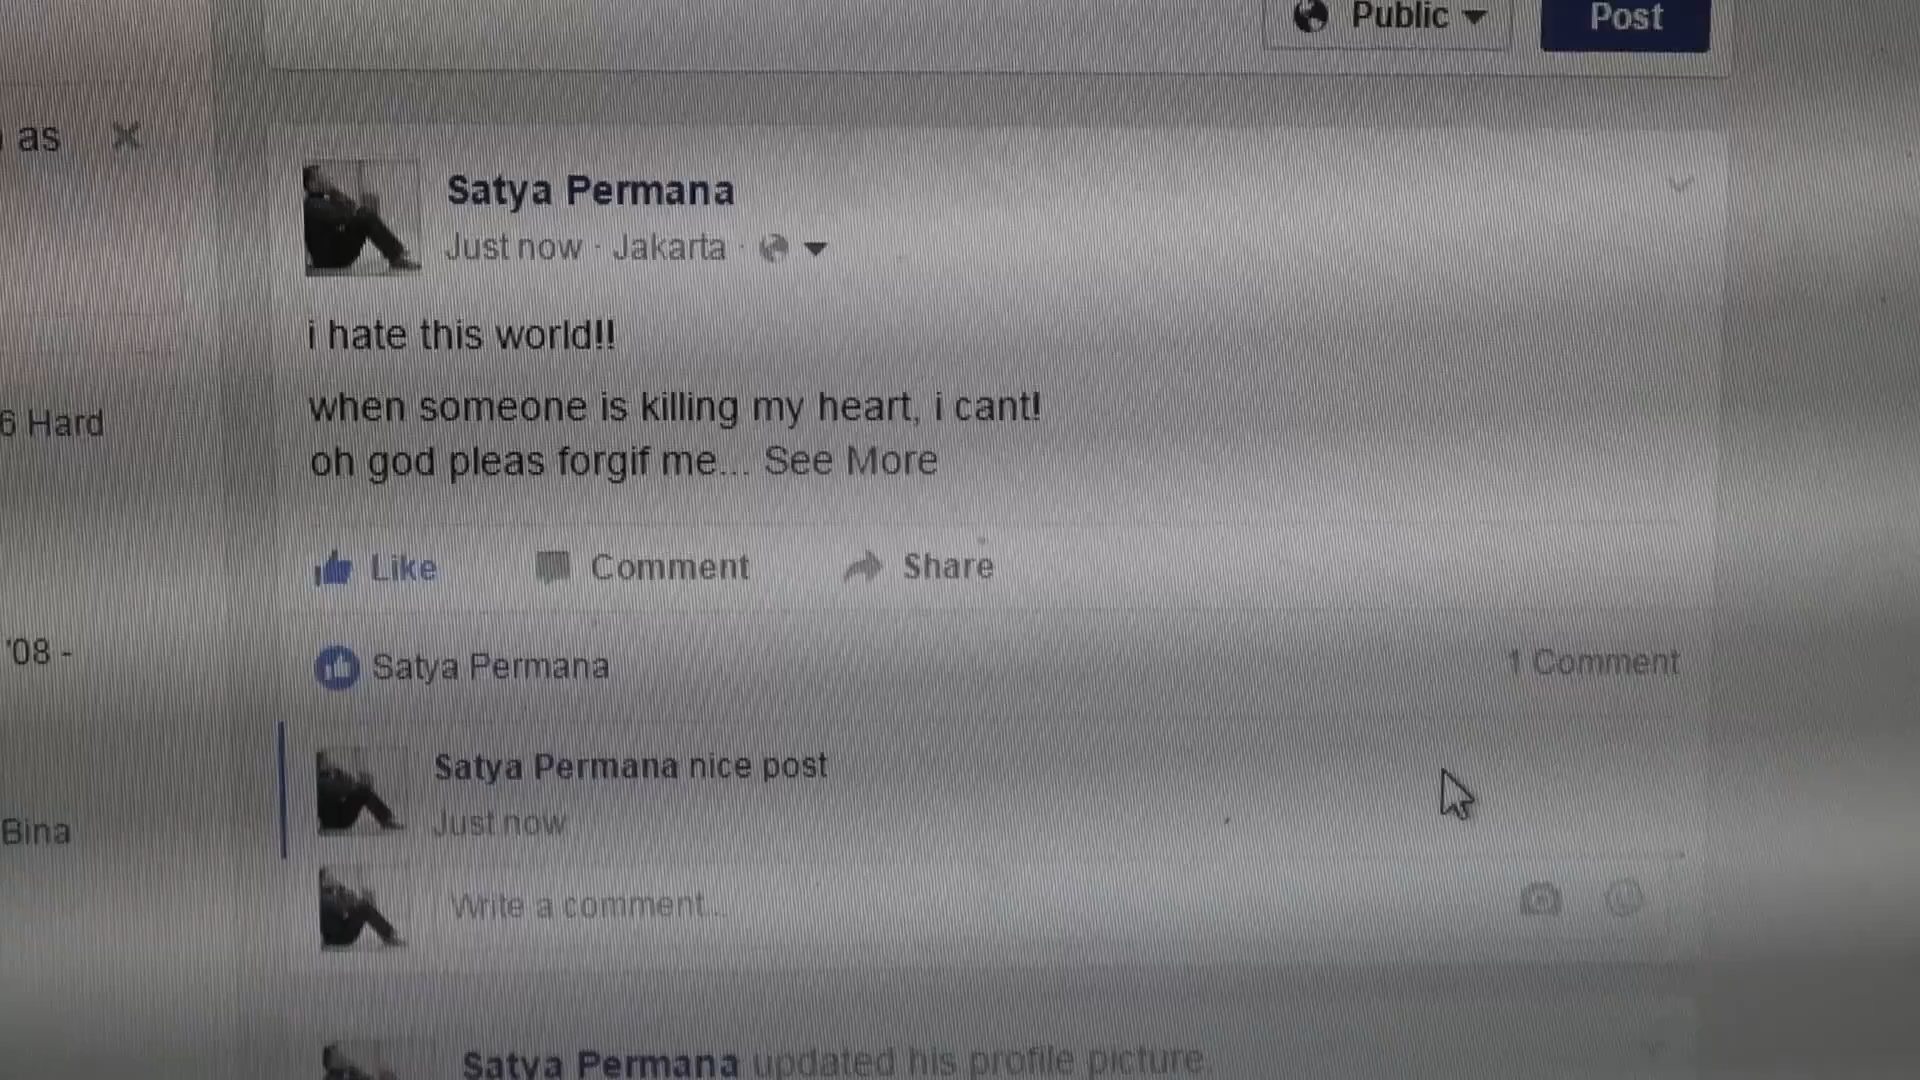 Public
Post
as
Satya Permana
Just now · Jakarta ·
i hate this world!!
6 Hard
when someone is killing my heart, i cant!
oh god pleas forgif me... See More
Like Comment Share
'08 -
Satya Permana
1 Comment
Satya Permana nice post
Just now
Bina
Write a comment...
Satya Permana updated his profile picture.